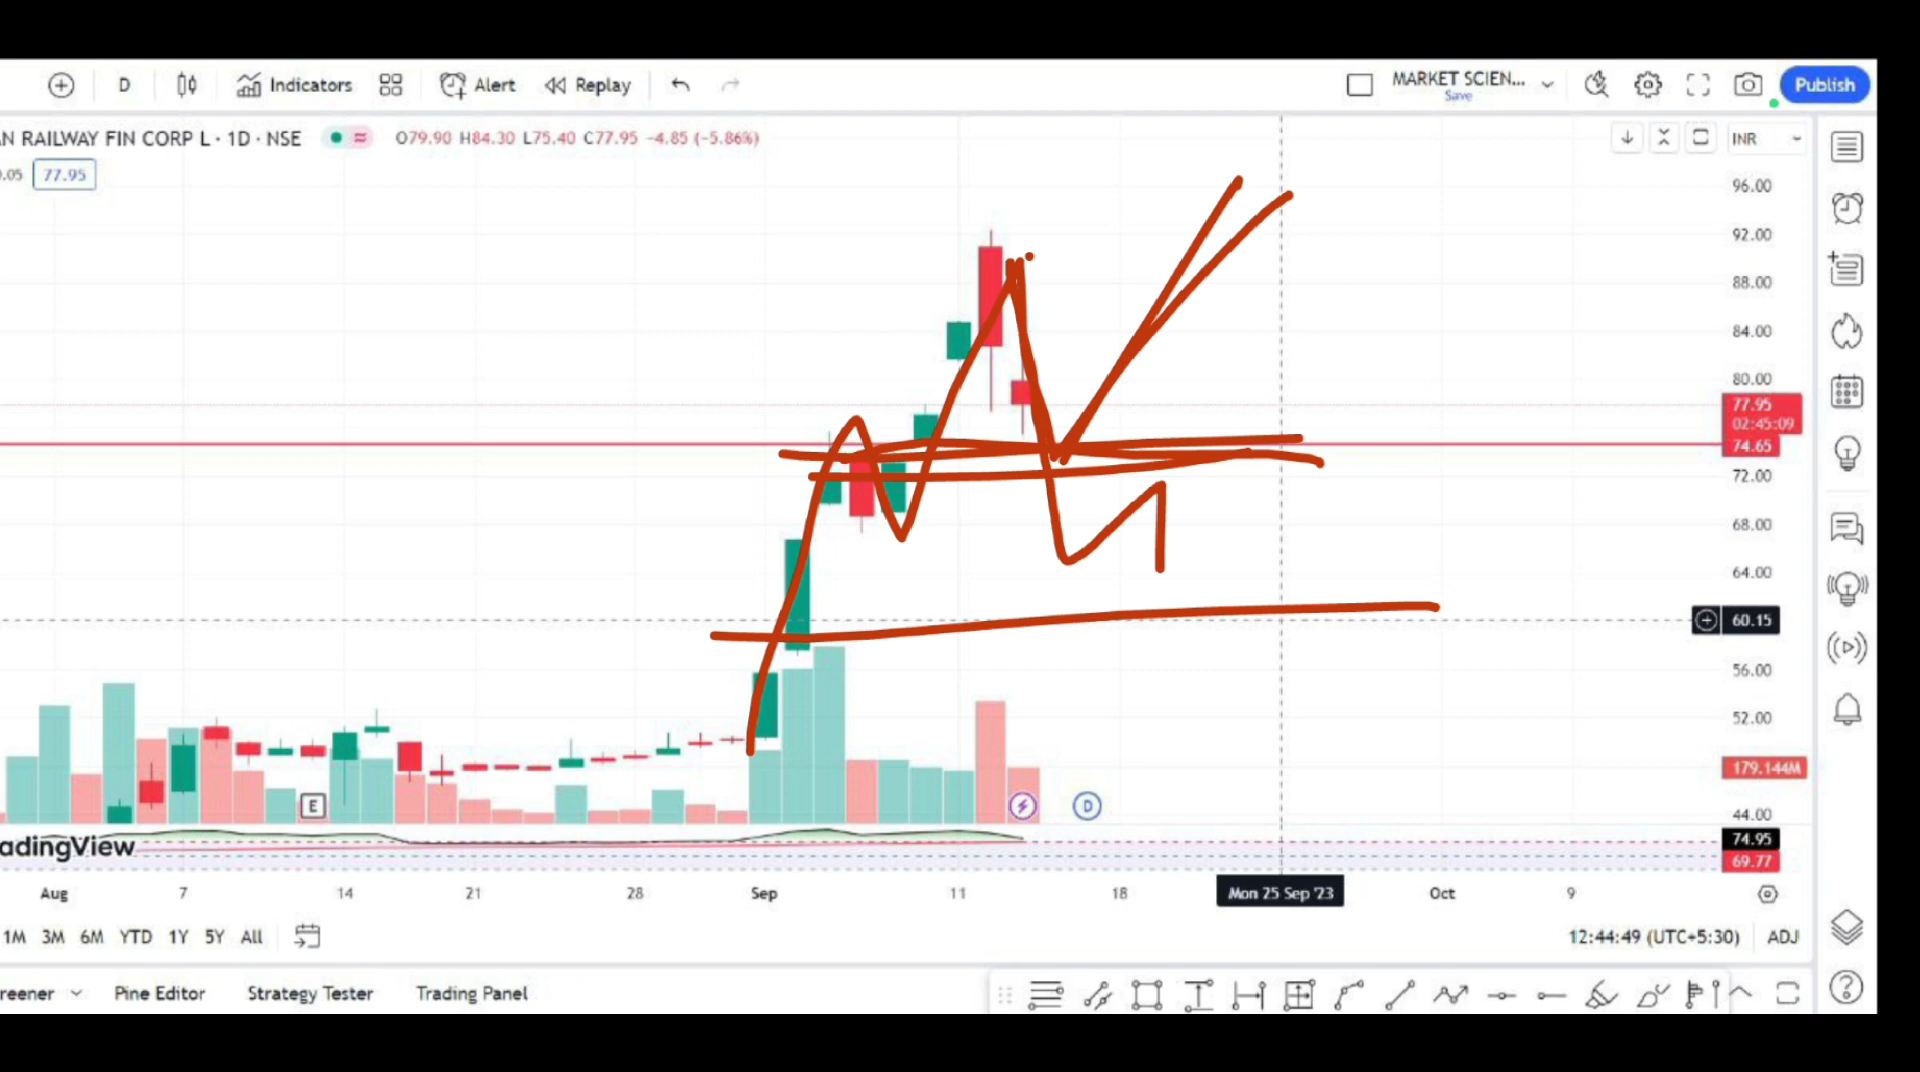 D Indicators Alert Replay MARKET SCIEN... Save Publish
AN RAILWAY FIN CORP L · 1D · NSE O79.90 H84.30 L75.40 C77.95 −4.85 (−5.86%) INR
0.05 77.95
96.00
92.00
88.00
84.00
80.00
77.95
02:45:09
74.65
72.00
68.00
64.00
60.15
56.00
52.00
179.144M
E D
44.00
74.95
adingView
69.77
Aug 7 14 21 28 Sep 11 18 Mon 25 Sep '23 Oct 9
1M 3M 6M YTD 1Y 5Y All 12:44:49 (UTC+5:30) ADJ
reener Pine Editor Strategy Tester Trading Panel